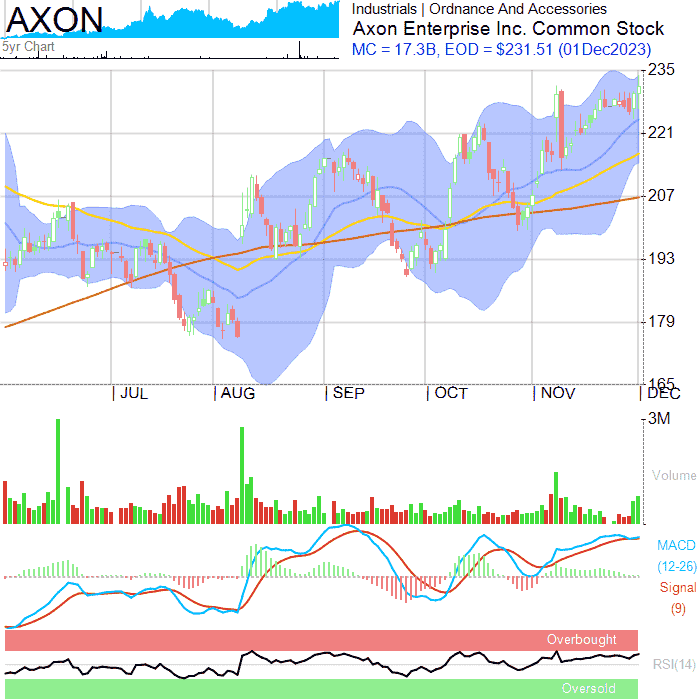 AXON
5yr Chart
Industrials | Ordnance And Accessories
Axon Enterprise Inc. Common Stock
MC = 17.3B, EOD = $231.51 (01Dec2023)
235
221
207
193
179
165
JUL
AUG
SEP
OCT
NOV
DEC
3M
Volume
MACD
(12-26)
Signal
(9)
Overbought
RSI(14)
Oversold